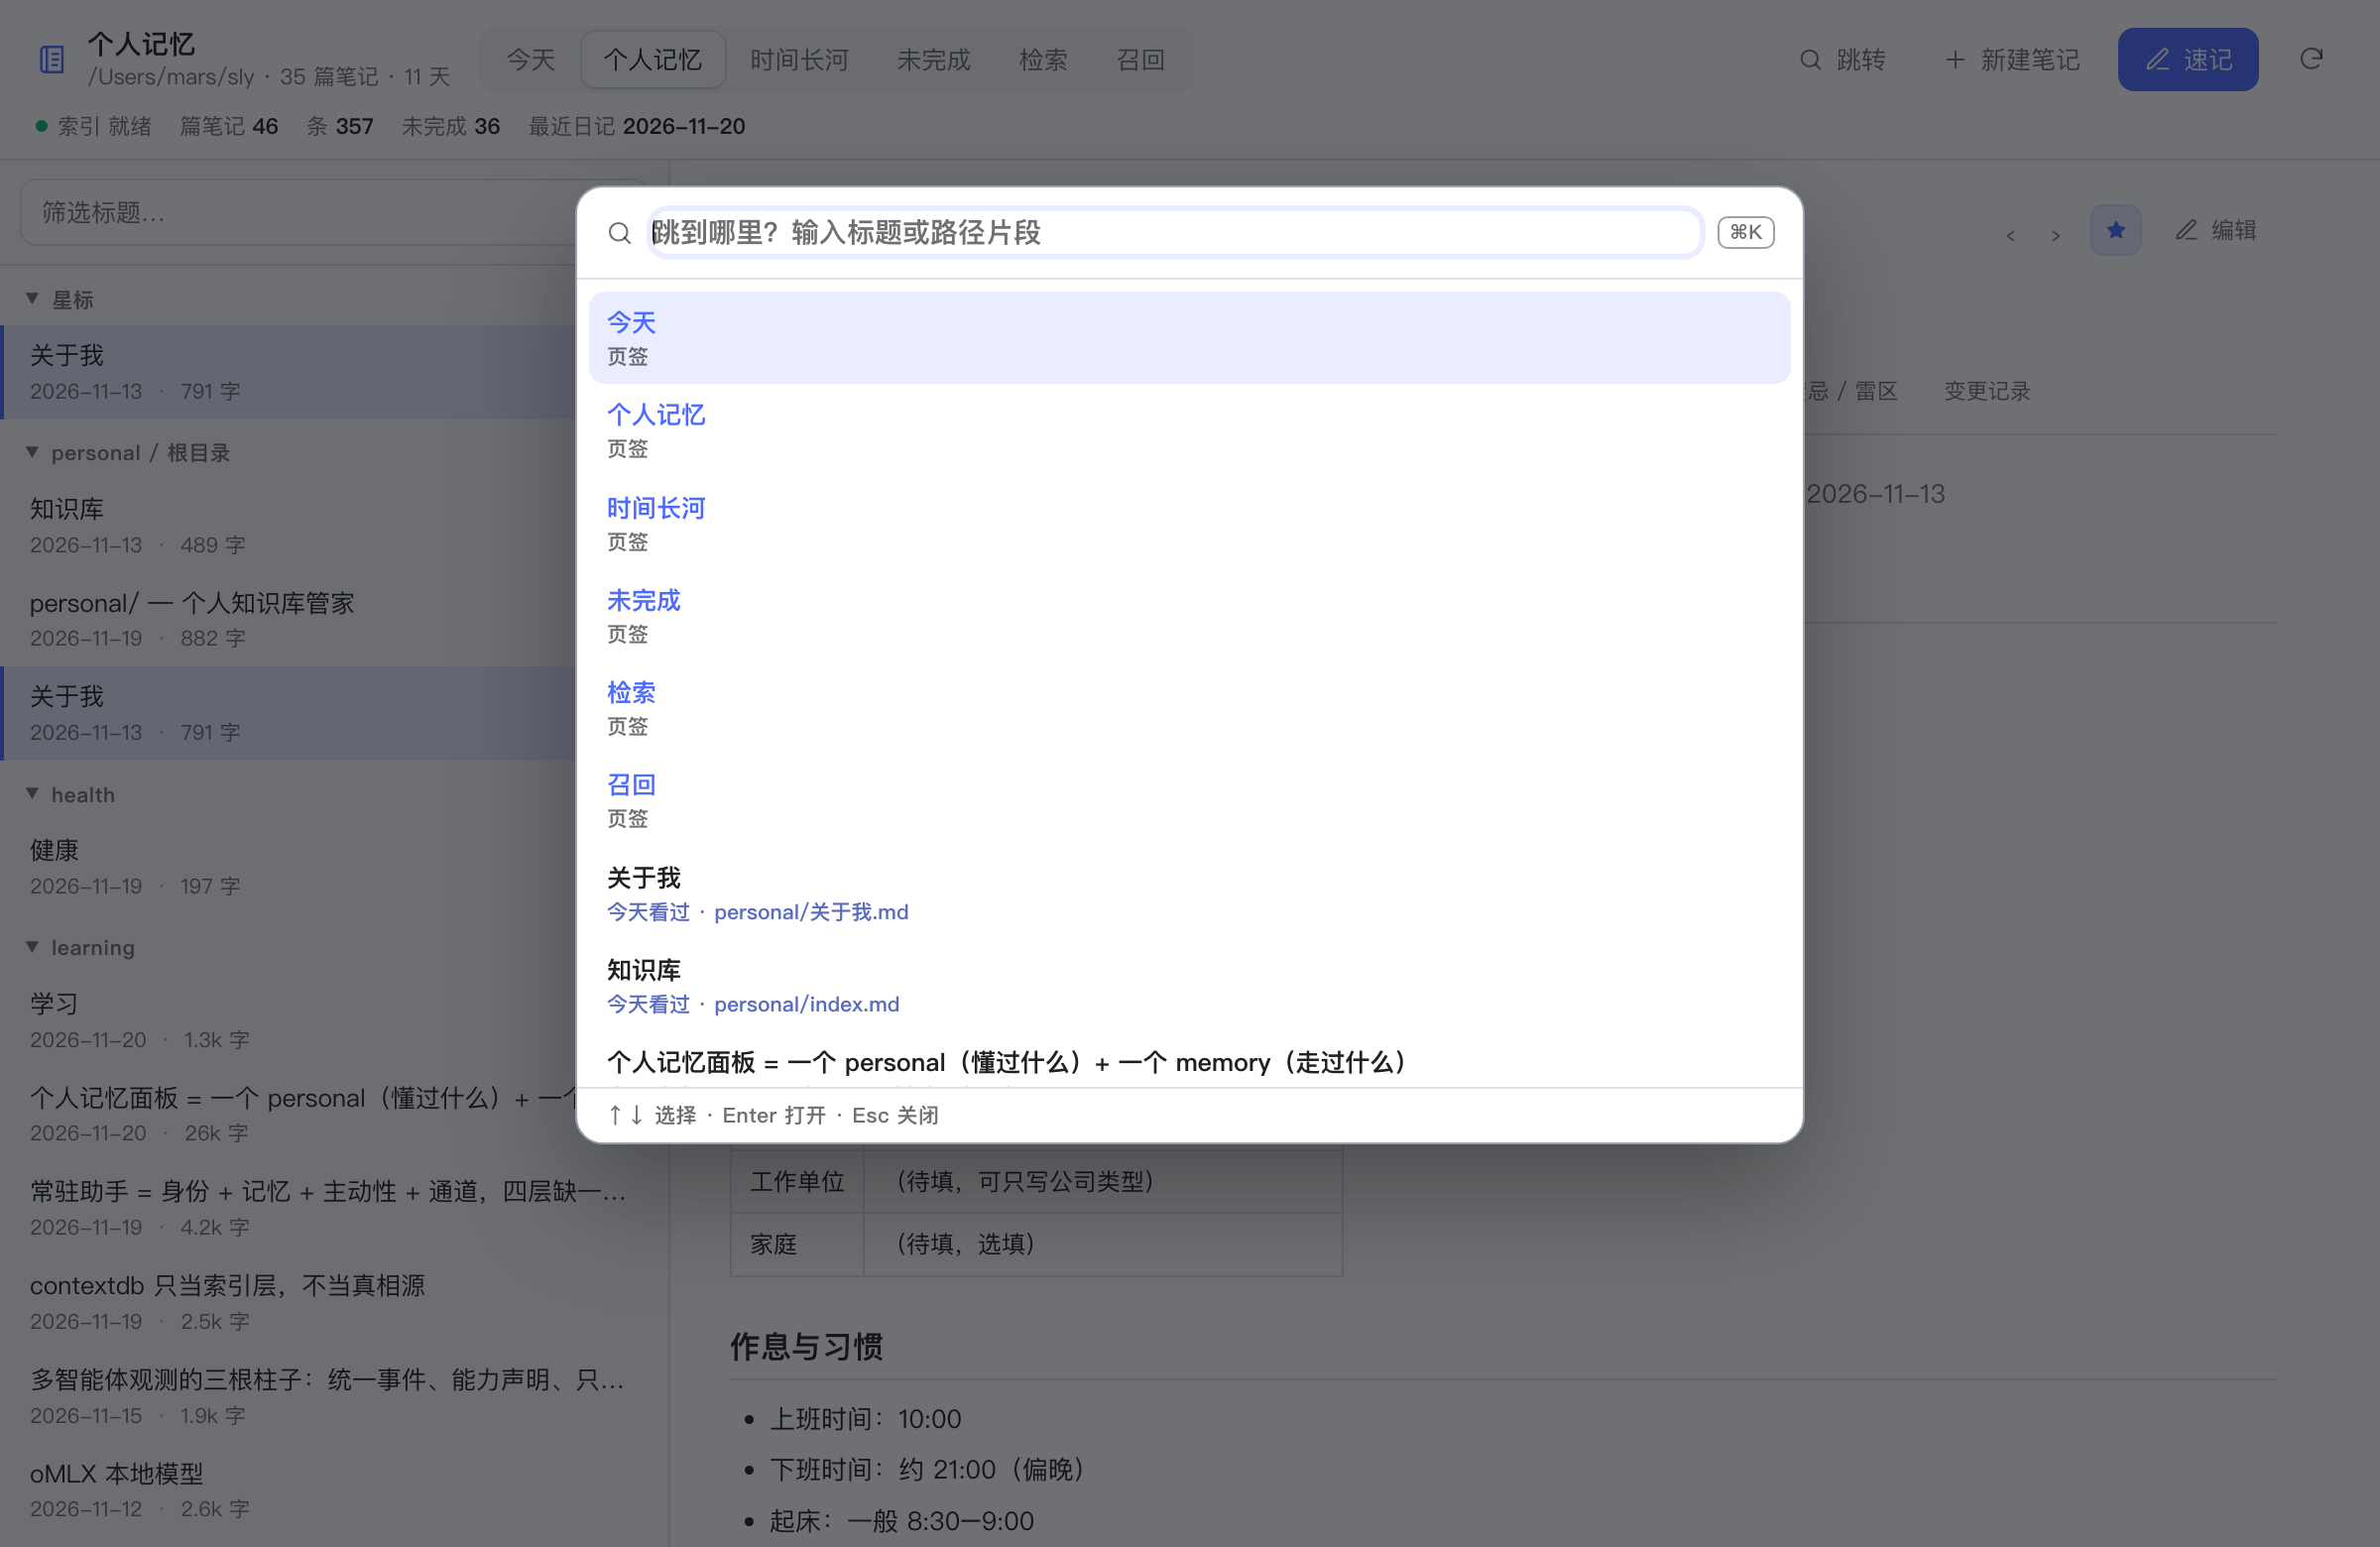 个人记忆
/Users/mars/sly · 35 篇笔记 · 11 天
今天 个人记忆 时间长河 未完成 检索 召回
跳转 新建笔记 速记
索引 就绪 篇笔记 46 条 357 未完成 36 最近日记 2026-11-20
筛选标题…
星标
关于我
2026-11-13 · 791 字
personal / 根目录
知识库
2026-11-13 · 489 字
personal/ — 个人知识库管家
2026-11-19 · 882 字
关于我
2026-11-13 · 791 字
health
健康
2026-11-19 · 197 字
learning
学习
2026-11-20 · 1.3k 字
个人记忆面板 = 一个 personal（懂过什么）+ 一个
2026-11-20 · 26k 字
常驻助手 = 身份 + 记忆 + 主动性 + 通道，四层缺一…
2026-11-19 · 4.2k 字
contextdb 只当索引层，不当真相源
2026-11-19 · 2.5k 字
多智能体观测的三根柱子：统一事件、能力声明、只…
2026-11-15 · 1.9k 字
oMLX 本地模型
2026-11-12 · 2.6k 字
跳到哪里？输入标题或路径片段
⌘K
今天
页签
个人记忆
页签
时间长河
页签
未完成
页签
检索
页签
召回
页签
关于我
今天看过 · personal/关于我.md
知识库
今天看过 · personal/index.md
个人记忆面板 = 一个 personal（懂过什么）+ 一个 memory（走过什么）
↑↓ 选择 · Enter 打开 · Esc 关闭
< > 编辑
忌 / 雷区 变更记录
2026-11-13
工作单位 （待填，可只写公司类型）
家庭 （待填，选填）
作息与习惯
• 上班时间：10:00
• 下班时间：约 21:00（偏晚）
• 起床：一般 8:30–9:00